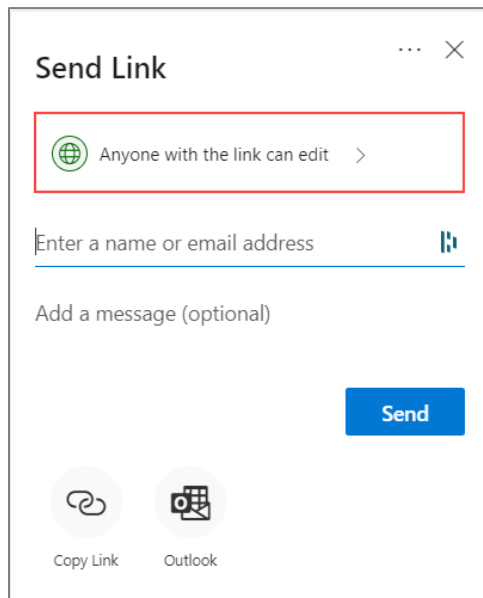 Send Link
Anyone with the link can edit
Enter a name or email address
Add a message (optional)
Send
Copy Link
Outlook